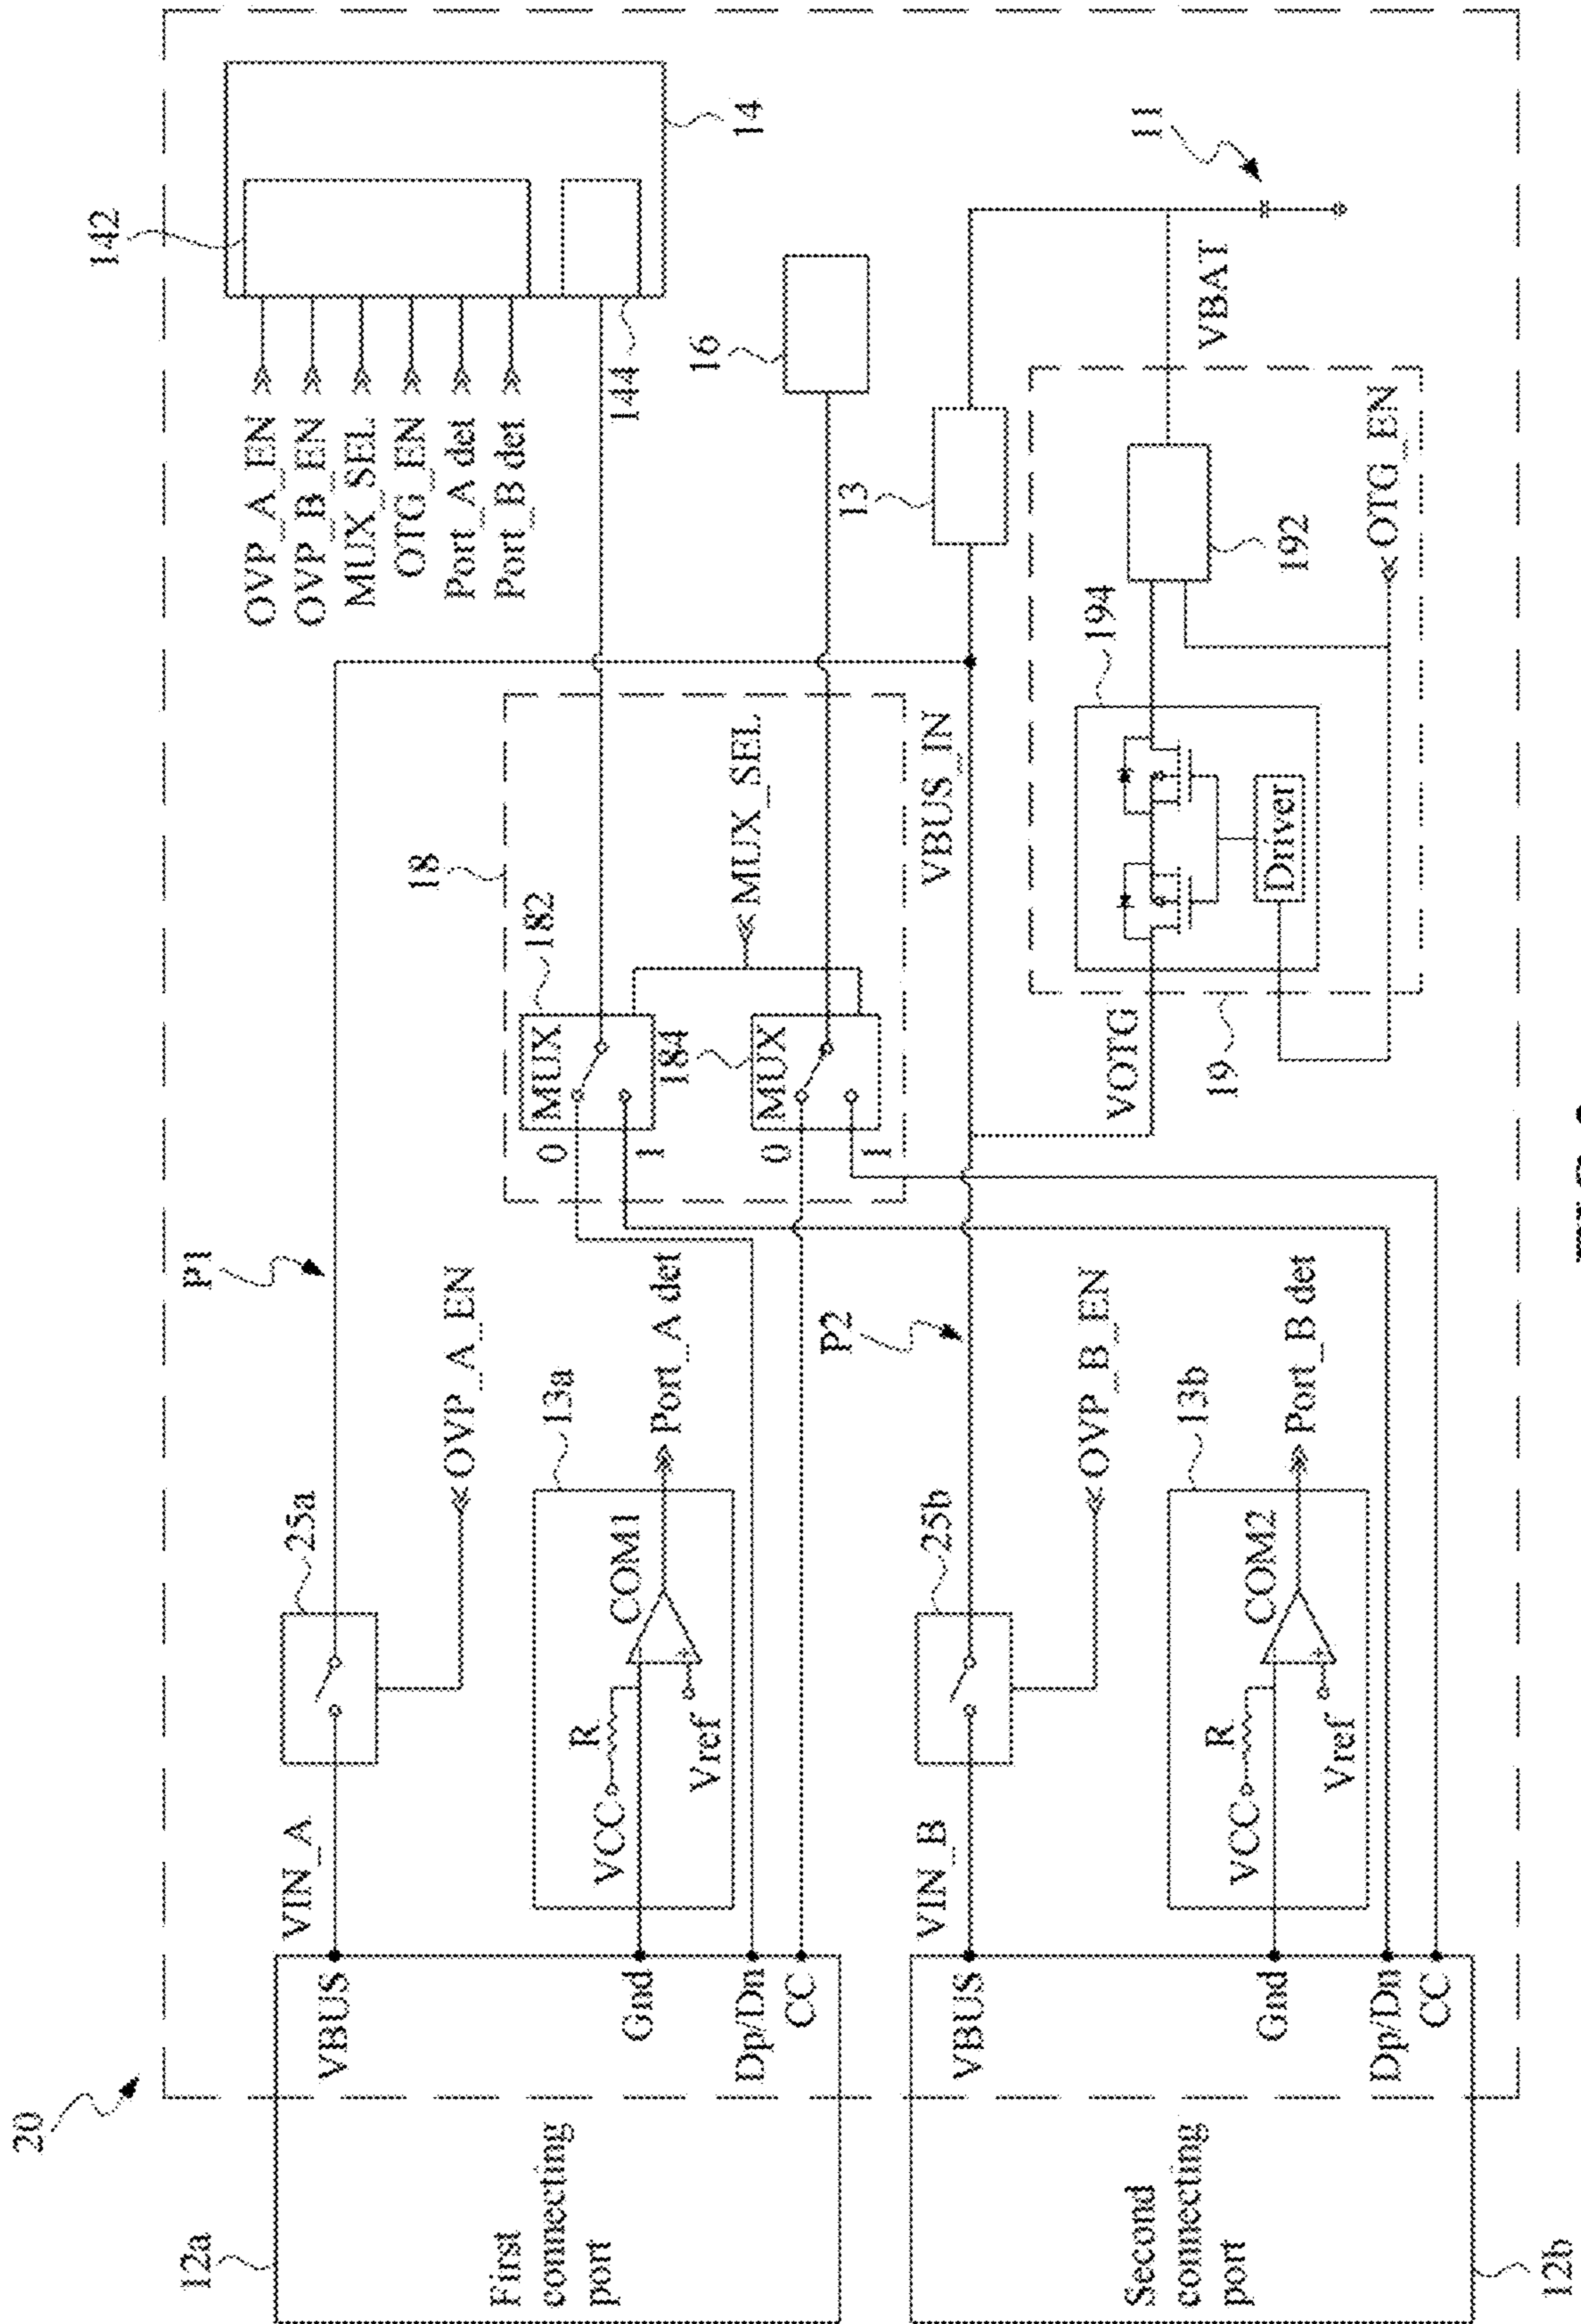 20
12a
First
connecting
port
VBUS
Gnd
Dp/Dn
CC
VIN_A
25a
OVP_A_EN
P1
13a
VCC
R
Vref
COM1
Port_A det
12b
Second
connecting
port
VBUS
Gnd
Dp/Dn
CC
VIN_B
25b
OVP_B_EN
P2
13b
VCC
R
Vref
COM2
Port_B det
18
182
MUX
0
1
184
MUX
0
1
MUX_SEL
VBUS_IN
142
OVP_A_EN
OVP_B_EN
MUX_SEL
OTG_EN
Port_A det
Port_B det
144
14
16
13
11
VBAT
VOTG
19
194
Driver
192
OTG_EN